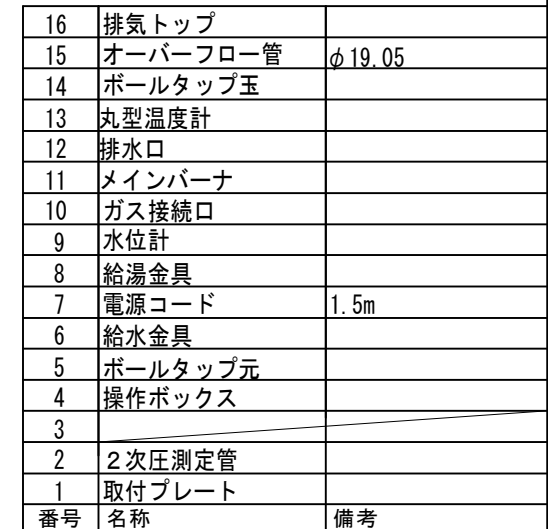 16 排気トップ
15 オーバーフロー管 φ19.05
14 ボールタップ玉
13 丸型温度計
12 排水口
11 メインバーナ
10 ガス接続口
9 水位計
8 給湯金具
7 電源コード 1.5m
6 給水金具
5 ボールタップ元
4 操作ボックス
3
2 2次圧測定管
1 取付プレート
番号 名称 備考